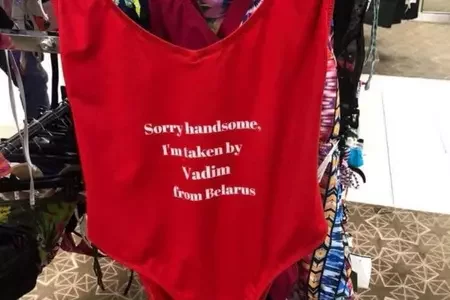 Sorry handsome,
I'm taken by
Vadim
from Belarus